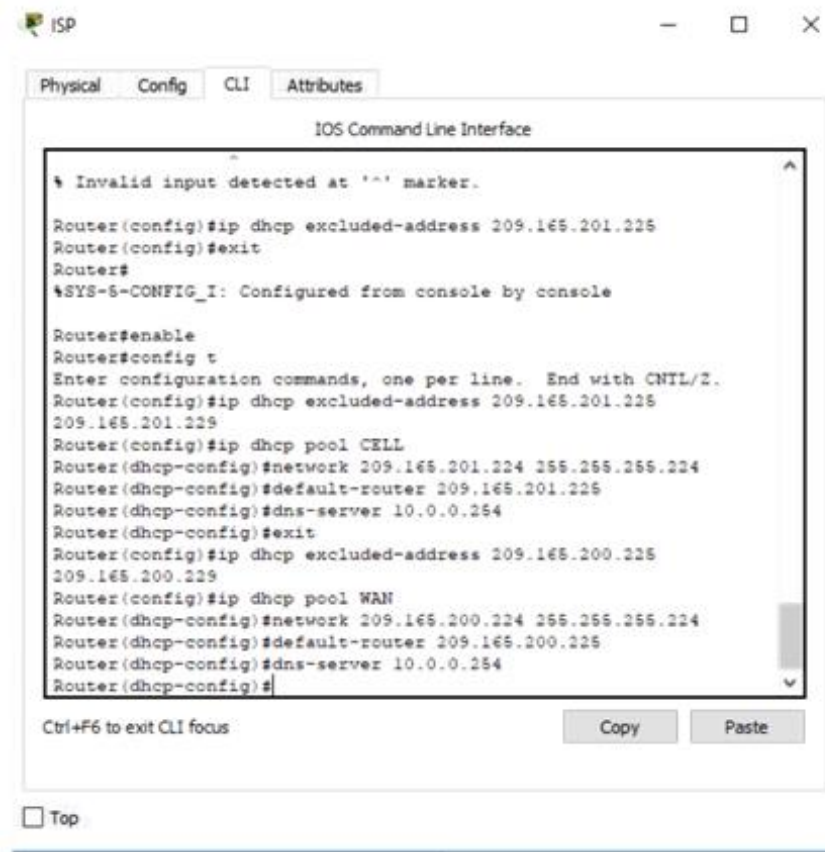 ISP
Physical Config CLI Attributes
IOS Command Line Interface
^
% Invalid input detected at '^' marker.
Router(config)#ip dhcp excluded-address 209.165.201.225
Router(config)#exit
Router#
%SYS-5-CONFIG_I: Configured from console by console
Router#enable
Router#config t
Enter configuration commands, one per line. End with CNTL/Z.
Router(config)#ip dhcp excluded-address 209.165.201.225
209.165.201.229
Router(config)#ip dhcp pool CELL
Router(dhcp-config)#network 209.165.201.224 255.255.255.224
Router(dhcp-config)#default-router 209.165.201.225
Router(dhcp-config)#dns-server 10.0.0.254
Router(dhcp-config)#exit
Router(config)#ip dhcp excluded-address 209.165.200.225
209.165.200.229
Router(config)#ip dhcp pool WAN
Router(dhcp-config)#network 209.165.200.224 255.255.255.224
Router(dhcp-config)#default-router 209.165.200.225
Router(dhcp-config)#dns-server 10.0.0.254
Router(dhcp-config)#
Ctrl+F6 to exit CLI focus Copy Paste
Top